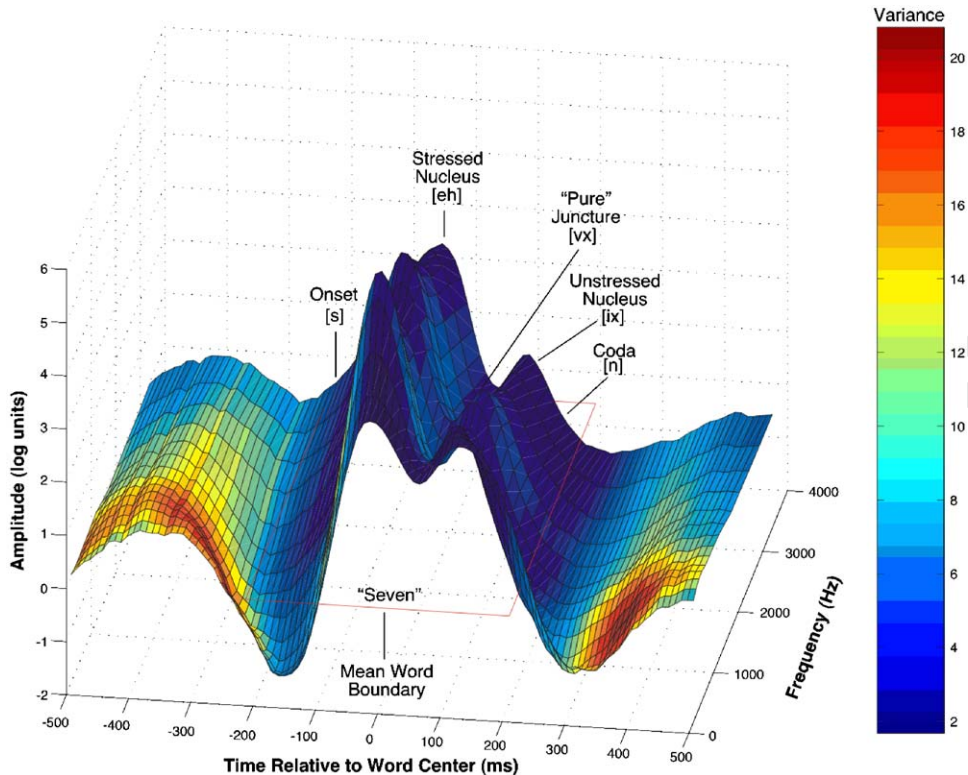 Variance
20
18
16
14
12
10
8
6
4
2
Stressed
Nucleus
[eh]
“Pure”
Juncture
[vx]
Onset
[s]
Unstressed
Nucleus
[ix]
Coda
[n]
6
5
4
3
2
1
0
-1
-2
Amplitude (log units)
“Seven”
Mean Word
Boundary
4000
3000
2000
1000
0
Frequency (Hz)
-500
-400
-300
-200
-100
0
100
200
300
400
500
Time Relative to Word Center (ms)